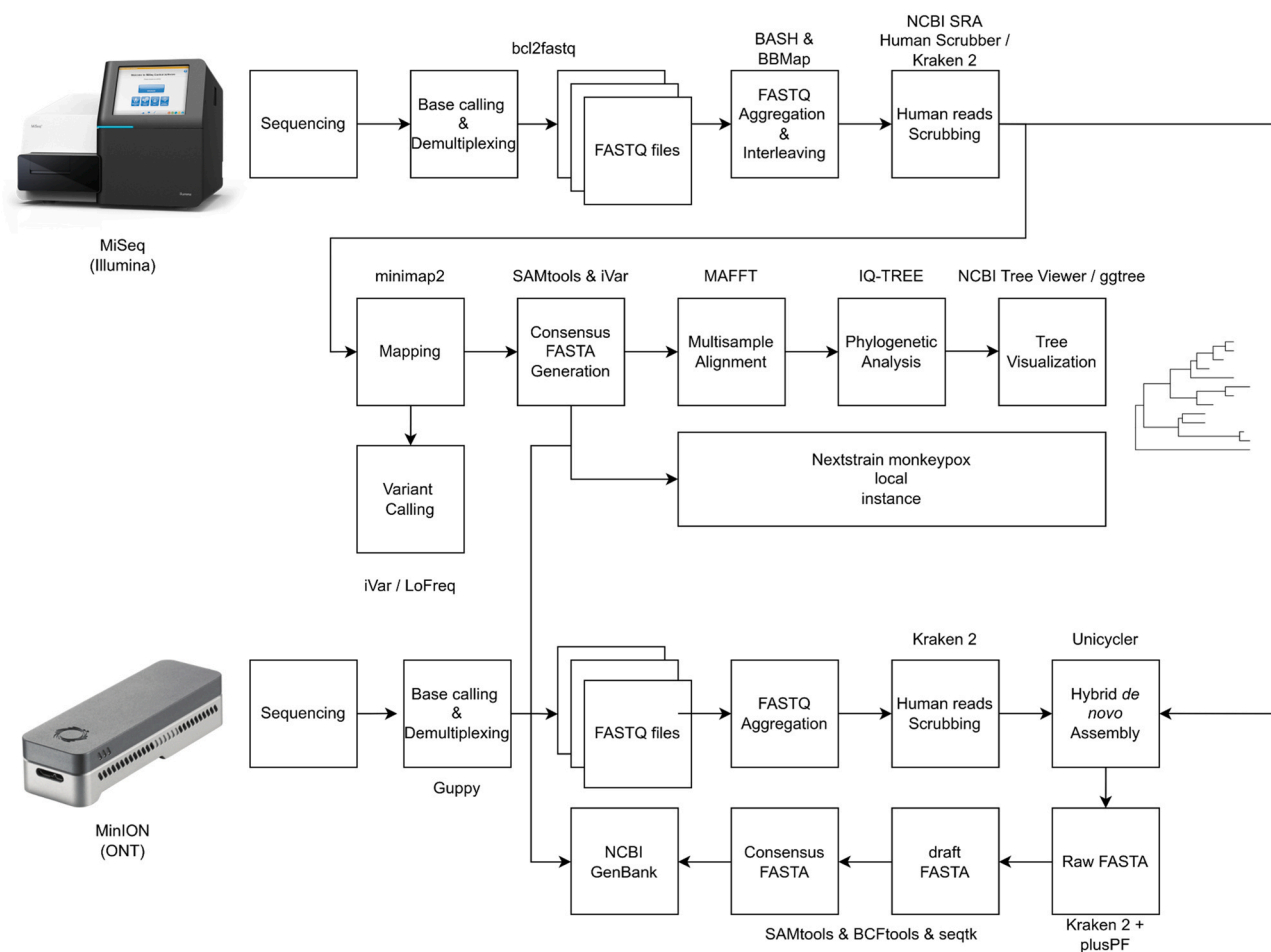 bcl2fastq
BASH &
BBMap
NCBI SRA
Human Scrubber /
Kraken 2
Sequencing
Base calling
&
Demultiplexing
FASTQ files
FASTQ
Aggregation
&
Interleaving
Human reads
Scrubbing
MiSeq
(Illumina)
minimap2
SAMtools & iVar
MAFFT
IQ-TREE
NCBI Tree Viewer / ggtree
Mapping
Consensus
FASTA
Generation
Multisample
Alignment
Phylogenetic
Analysis
Tree
Visualization
Variant
Calling
Nextstrain monkeypox
local
instance
iVar / LoFreq
Kraken 2
Unicycler
Sequencing
Base calling
&
Demultiplexing
FASTQ files
FASTQ
Aggregation
Human reads
Scrubbing
Hybrid de
novo
Assembly
Guppy
MinION
(ONT)
NCBI
GenBank
Consensus
FASTA
draft
FASTA
Raw FASTA
SAMtools & BCFtools & seqtk
Kraken 2 +
plusPF